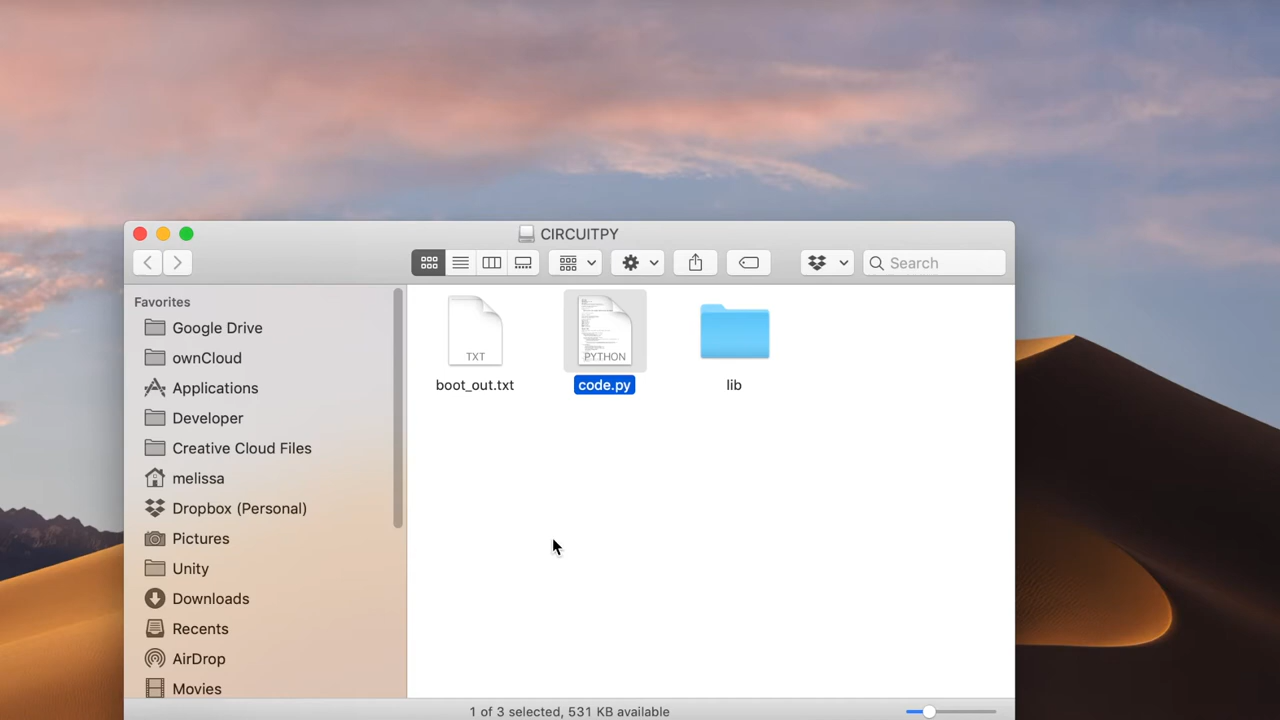 CIRCUITPY
Search
Favorites
Google Drive
ownCloud
Applications
Developer
Creative Cloud Files
melissa
Dropbox (Personal)
Pictures
Unity
Downloads
Recents
AirDrop
Movies
TXT
boot_out.txt
PYTHON
code.py
lib
1 of 3 selected, 531 KB available